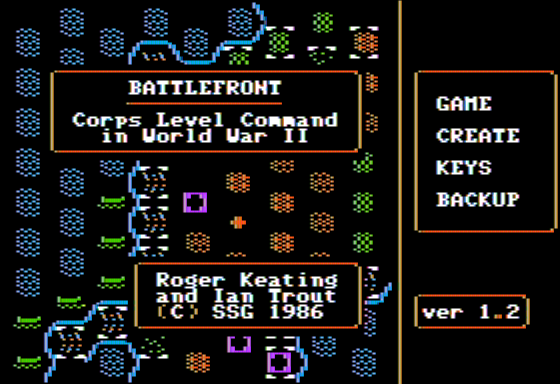 BATTLEFRONT
Corps Level Command
in World War II
GAME
CREATE
KEYS
BACKUP
Roger Keating
and Ian Trout
(C) SSG 1986
ver 1.2